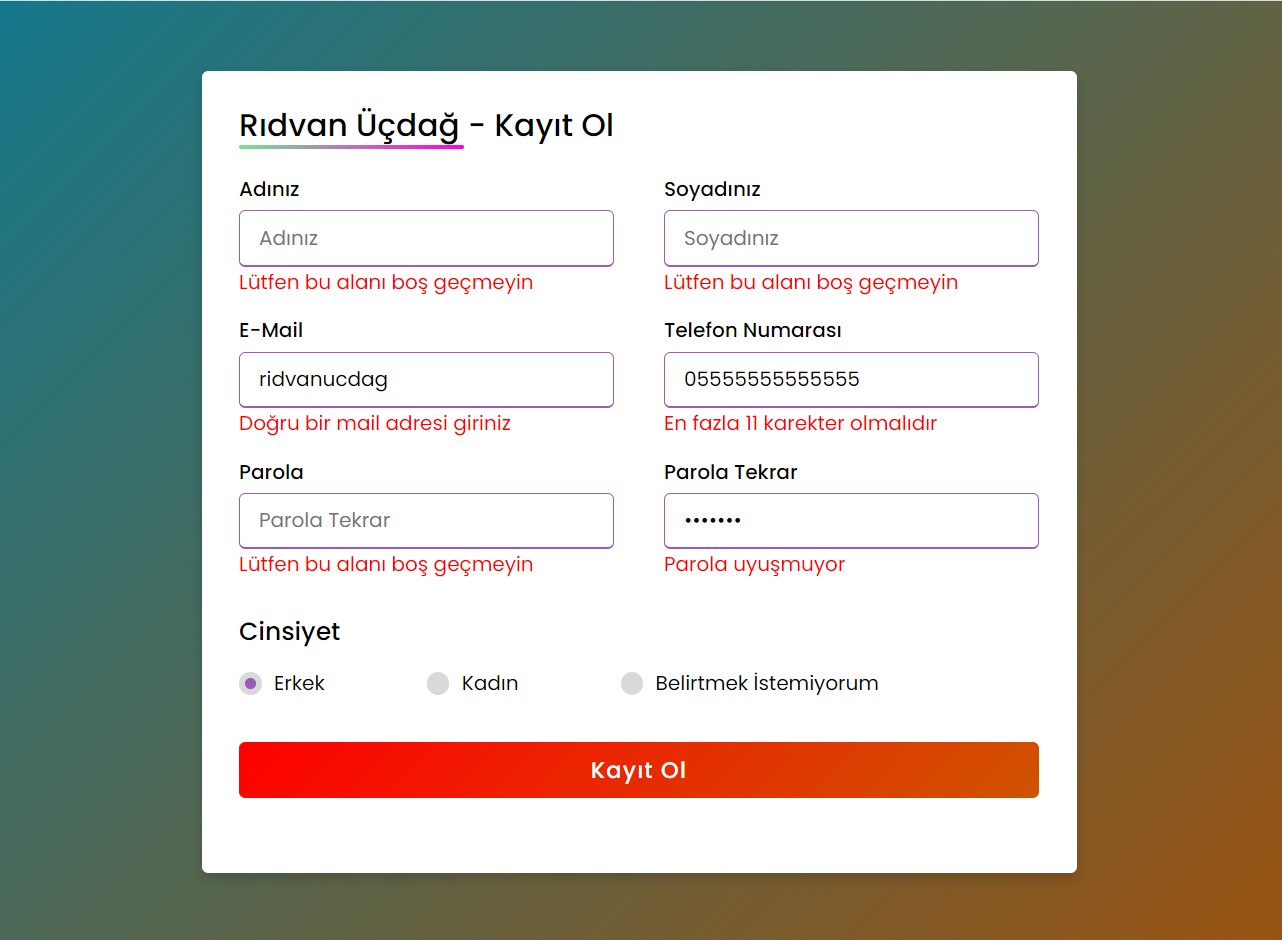 Rıdvan Üçdağ - Kayıt Ol
Adınız
Soyadınız
Adınız
Soyadınız
Lütfen bu alanı boş geçmeyin
Lütfen bu alanı boş geçmeyin
E-Mail
Telefon Numarası
ridvanucdag
05555555555555
Doğru bir mail adresi giriniz
En fazla 11 karekter olmalıdır
Parola
Parola Tekrar
Parola Tekrar
•••••••
Lütfen bu alanı boş geçmeyin
Parola uyuşmuyor
Cinsiyet
Erkek
Kadın
Belirtmek İstemiyorum
Kayıt Ol